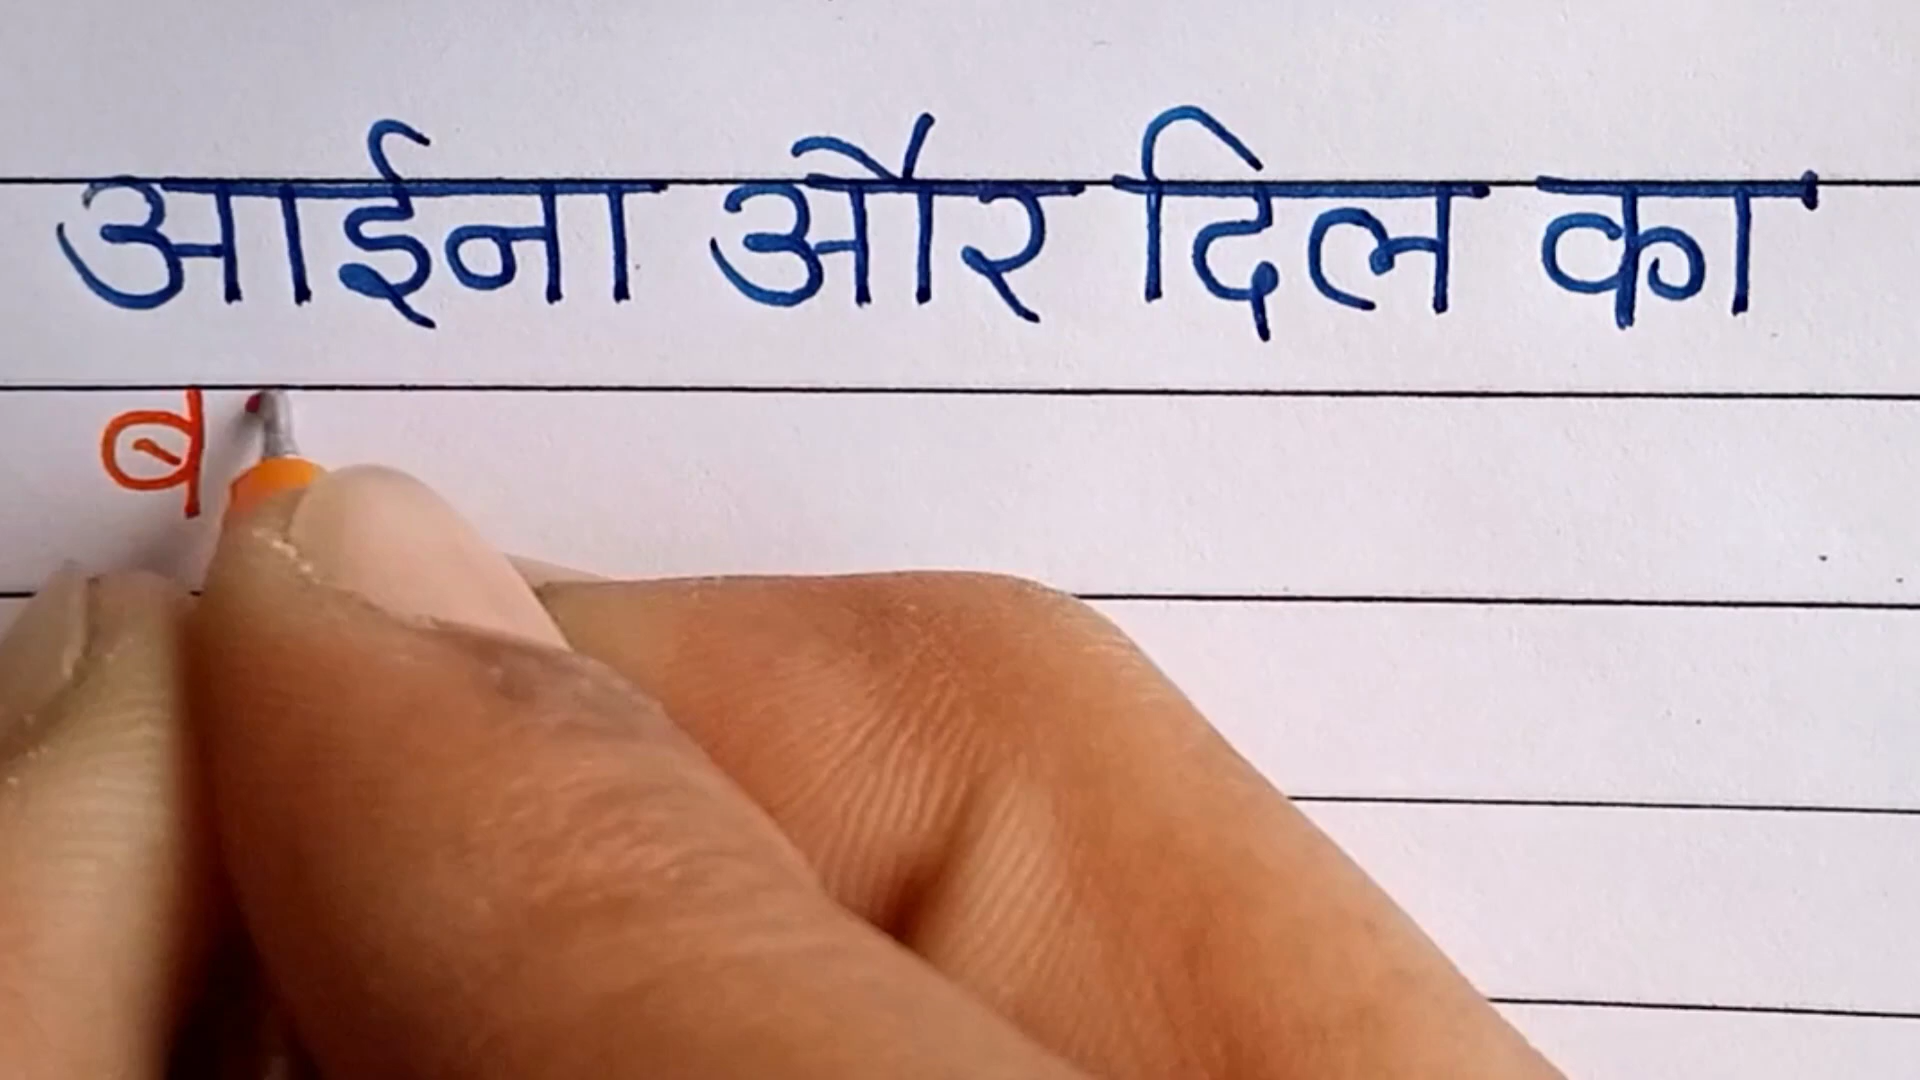 आईना और दिल का
ब